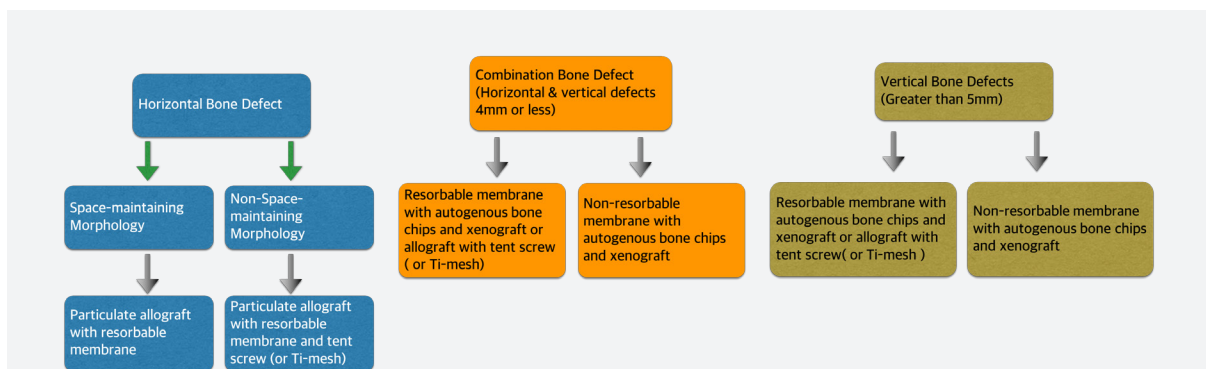 Horizontal Bone Defect
Space-maintaining
Morphology
Non-Space-
maintaining
Morphology
Particulate allograft
with resorbable
membrane
Particulate allograft
with resorbable
membrane and tent
screw (or Ti-mesh)
Combination Bone Defect
(Horizontal & vertical defects
4mm or less)
Resorbable membrane
with autogenous bone
chips and xenograft or
allograft with tent screw
( or Ti-mesh)
Non-resorbable
membrane with
autogenous bone chips
and xenograft
Vertical Bone Defects
(Greater than 5mm)
Resorbable membrane with
autogenous bone chips and
xenograft or allograft with
tent screw( or Ti-mesh )
Non-resorbable membrane
with autogenous bone chips
and xenograft